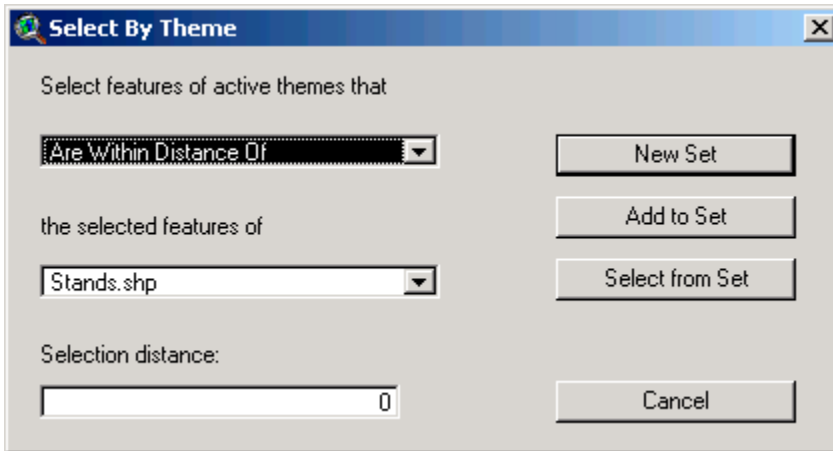 Select By Theme
Select features of active themes that
Are Within Distance Of
New Set
the selected features of
Add to Set
Stands.shp
Select from Set
Selection distance:
0
Cancel